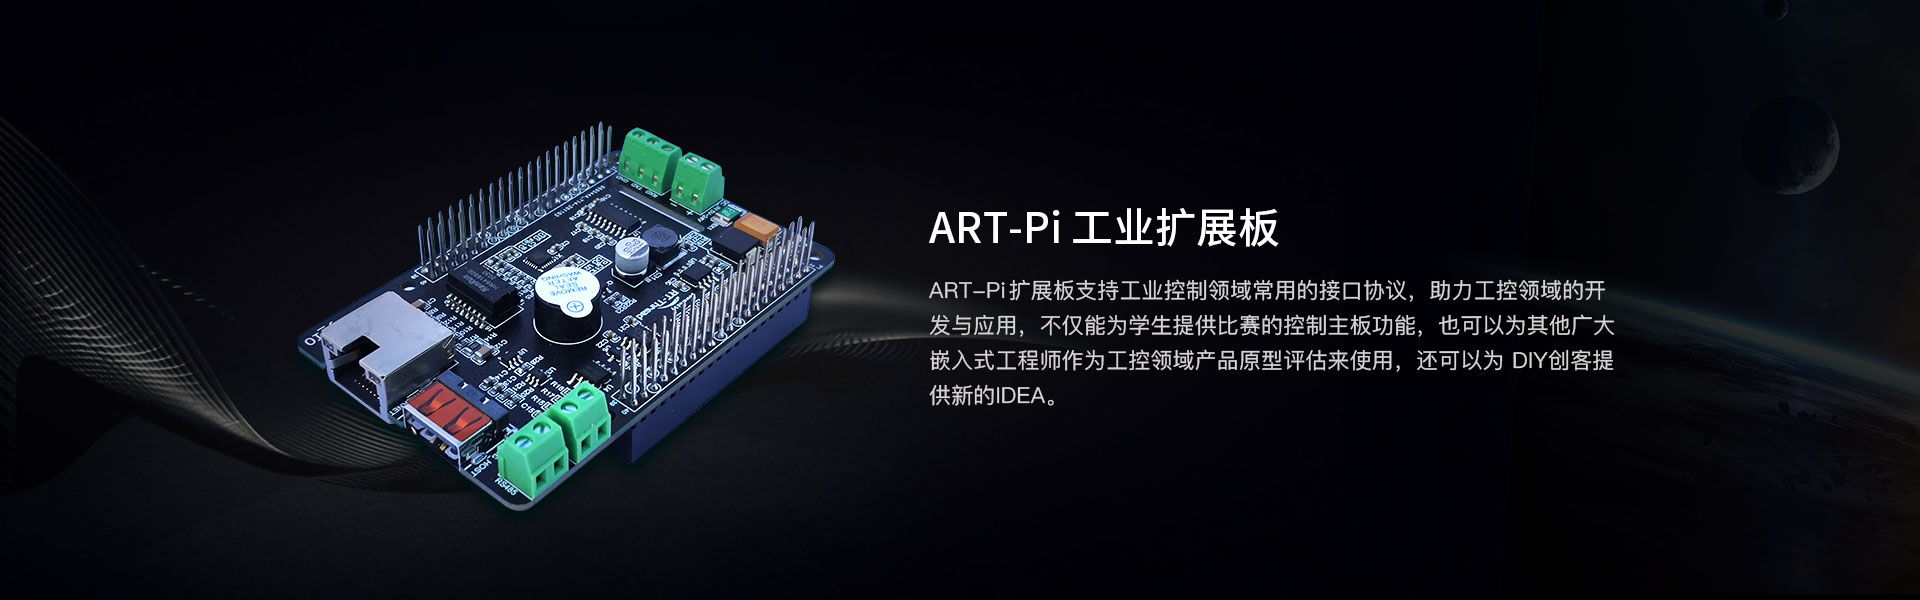 ART-Pi 工业扩展板
ART-Pi 扩展板支持工业控制领域常用的接口协议，助力工控领域的开
发与应用，不仅能为学生提供比赛的控制主板功能，也可以为其他广大
嵌入式工程师作为工控领域产品原型评估来使用，还可以为 DIY创客提
供新的IDEA。
REMOVE
SEAL
AFTER
WASHING
RS485